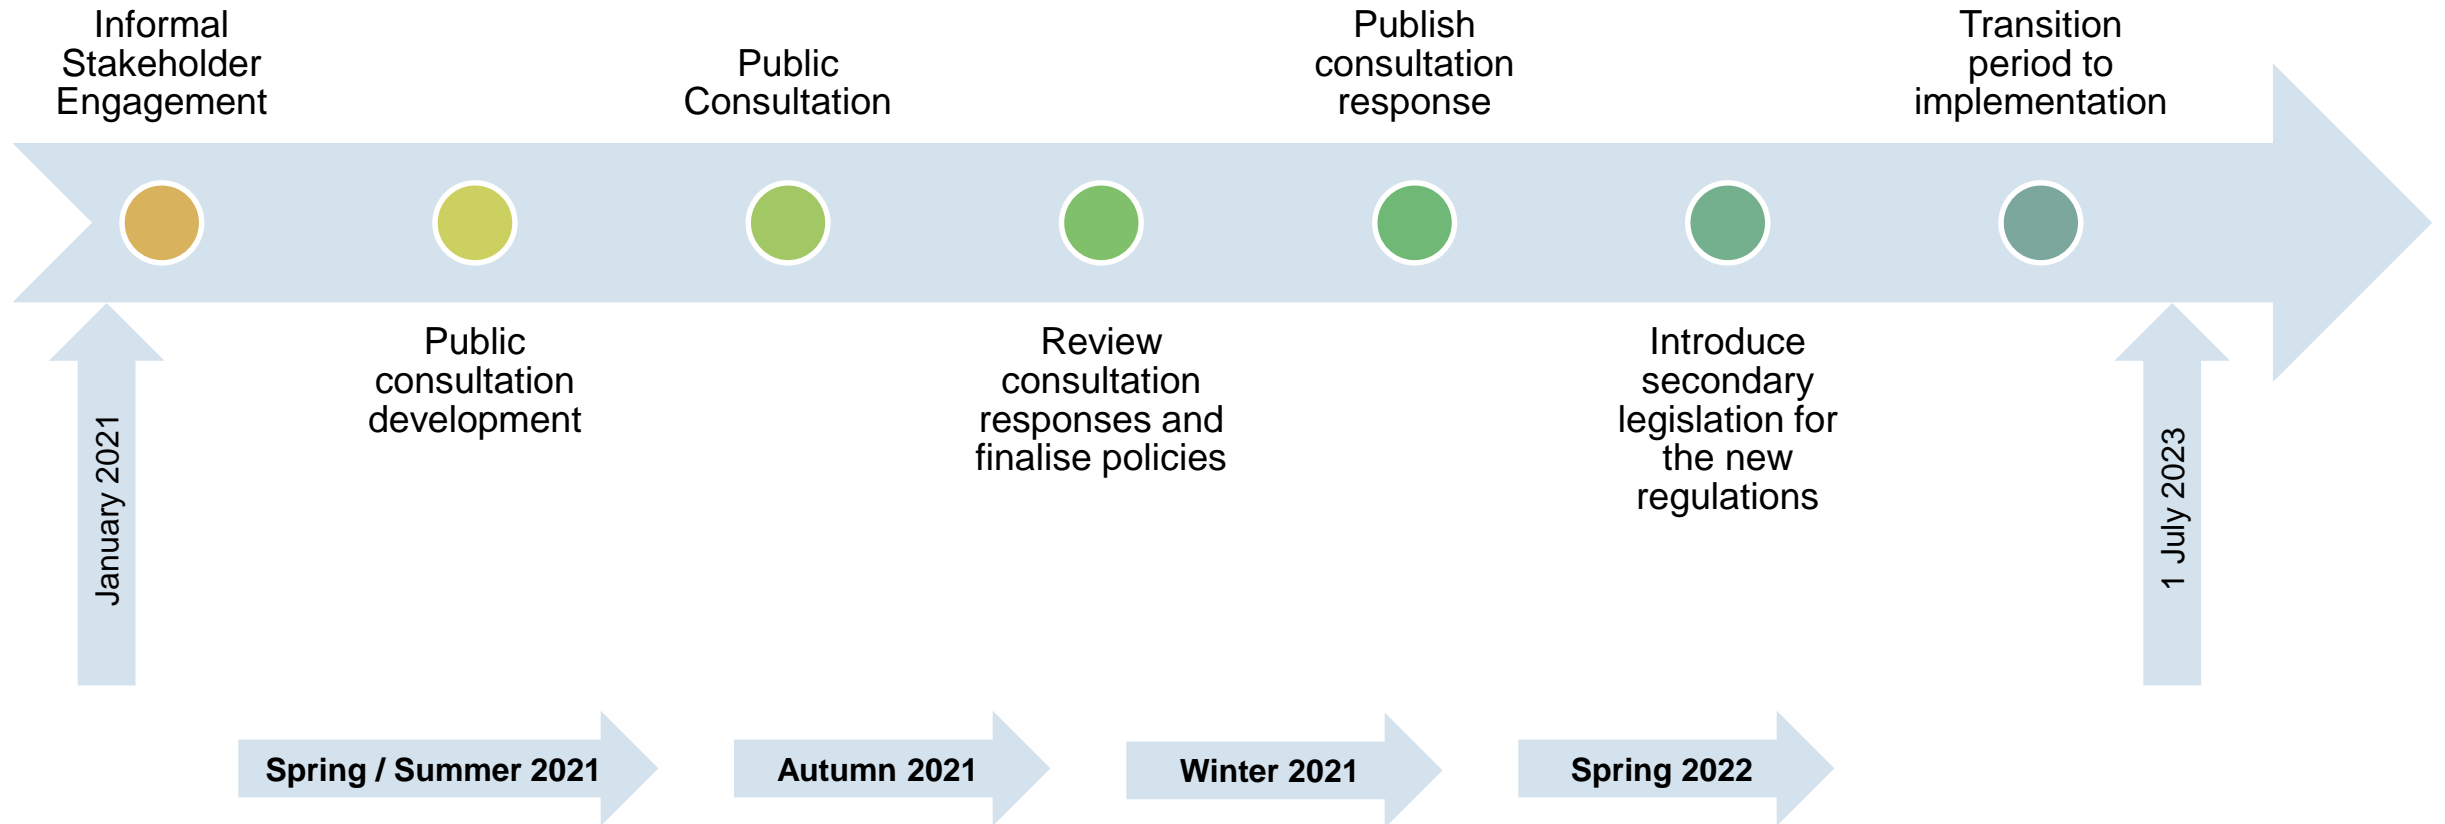 Informal
Stakeholder
Engagement
Public
Consultation
Publish
consultation
response
Transition
period to
implementation
Public
consultation
development
Review
consultation
responses and
finalise policies
Introduce
secondary
legislation for
the new
regulations
January 2021
1 July 2023
Spring / Summer 2021
Autumn 2021
Winter 2021
Spring 2022